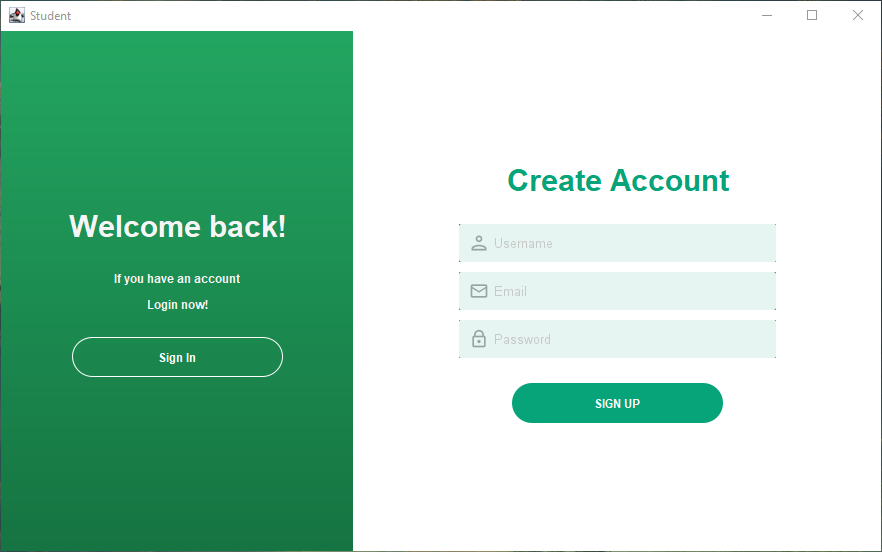 Student
Welcome back!
If you have an account
Login now!
Sign In
Create Account
Username
Email
Password
SIGN UP